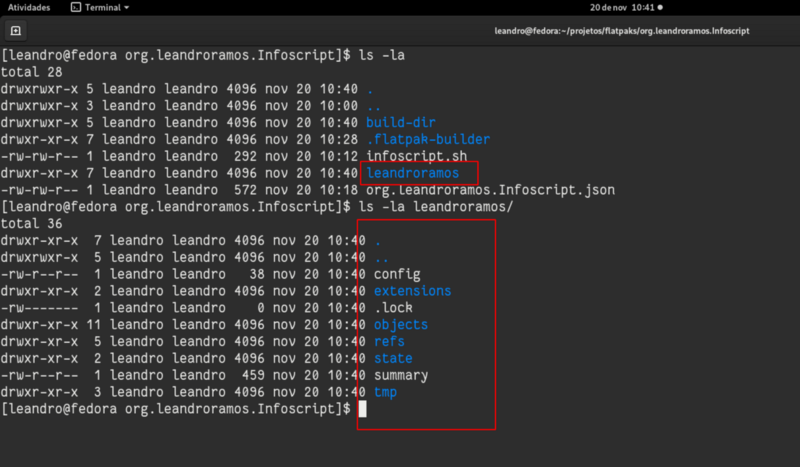 Atividades Terminal 20 de nov 10:41
leandro@fedora:~/projetos/flatpaks/org.leandroramos.Infoscript
[leandro@fedora org.leandroramos.Infoscript]$ ls -la
total 28
drwxrwxr-x 5 leandro leandro 4096 nov 20 10:40 .
drwxrwxr-x 3 leandro leandro 4096 nov 20 10:00 ..
drwxrwxr-x 5 leandro leandro 4096 nov 20 10:40 build-dir
drwxrwxr-x 7 leandro leandro 4096 nov 20 10:28 .flatpak-builder
-rw-rw-r-- 1 leandro leandro 292 nov 20 10:12 infoscript.sh
drwxr-xr-x 7 leandro leandro 4096 nov 20 10:40 leandroramos
-rw-rw-r-- 1 leandro leandro 572 nov 20 10:18 org.leandroramos.Infoscript.json
[leandro@fedora org.leandroramos.Infoscript]$ ls -la leandroramos/
total 36
drwxr-xr-x 7 leandro leandro 4096 nov 20 10:40 .
drwxrwxr-x 5 leandro leandro 4096 nov 20 10:40 ..
-rw-r--r-- 1 leandro leandro 38 nov 20 10:40 config
drwxr-xr-x 2 leandro leandro 4096 nov 20 10:40 extensions
-rw------- 1 leandro leandro 0 nov 20 10:40 .lock
drwxr-xr-x 11 leandro leandro 4096 nov 20 10:40 objects
drwxr-xr-x 5 leandro leandro 4096 nov 20 10:40 refs
drwxr-xr-x 2 leandro leandro 4096 nov 20 10:40 state
-rw-r--r-- 1 leandro leandro 459 nov 20 10:40 summary
drwxr-xr-x 3 leandro leandro 4096 nov 20 10:40 tmp
[leandro@fedora org.leandroramos.Infoscript]$